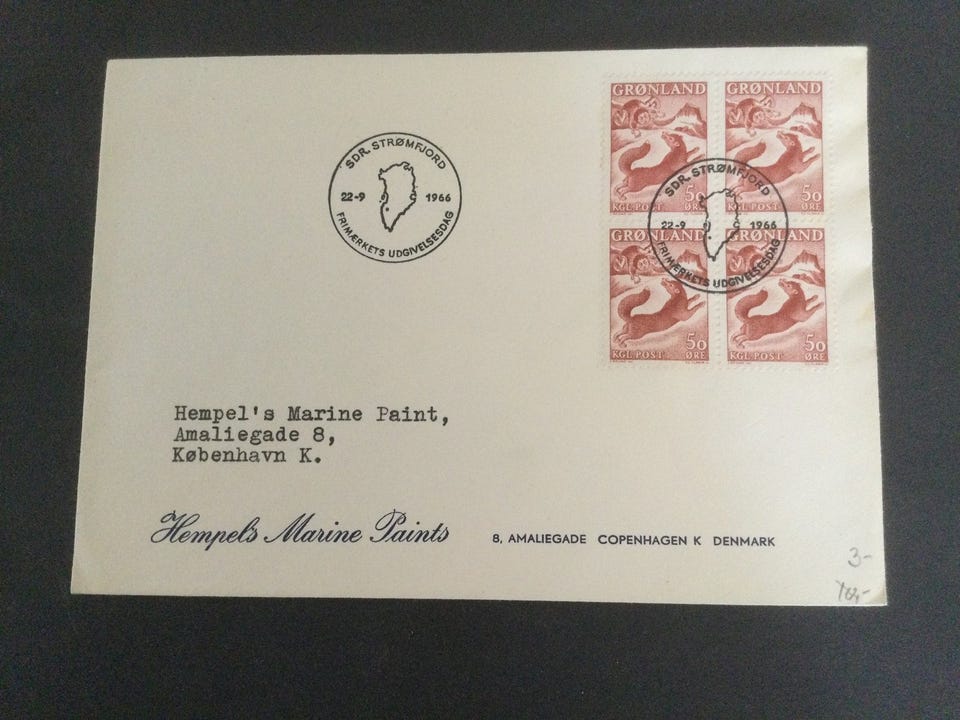 SDR. STRØMFJORD
22-9 1966
FRIMÆRKETS UDGIVELSESDAG
GRØNLAND
50
KGL. POST ØRE
GRØNLAND
50
KGL. POST ØRE
SDR. STRØMFJORD
22-9 1966
FRIMÆRKETS UDGIVELSESDAG
GRØNLAND
50
KGL. POST ØRE
GRØNLAND
50
KGL. POST ØRE
Hempel's Marine Paint,
Amaliegade 8,
København K.
Hempel's Marine Paints
8, AMALIEGADE COPENHAGEN K DENMARK
3-